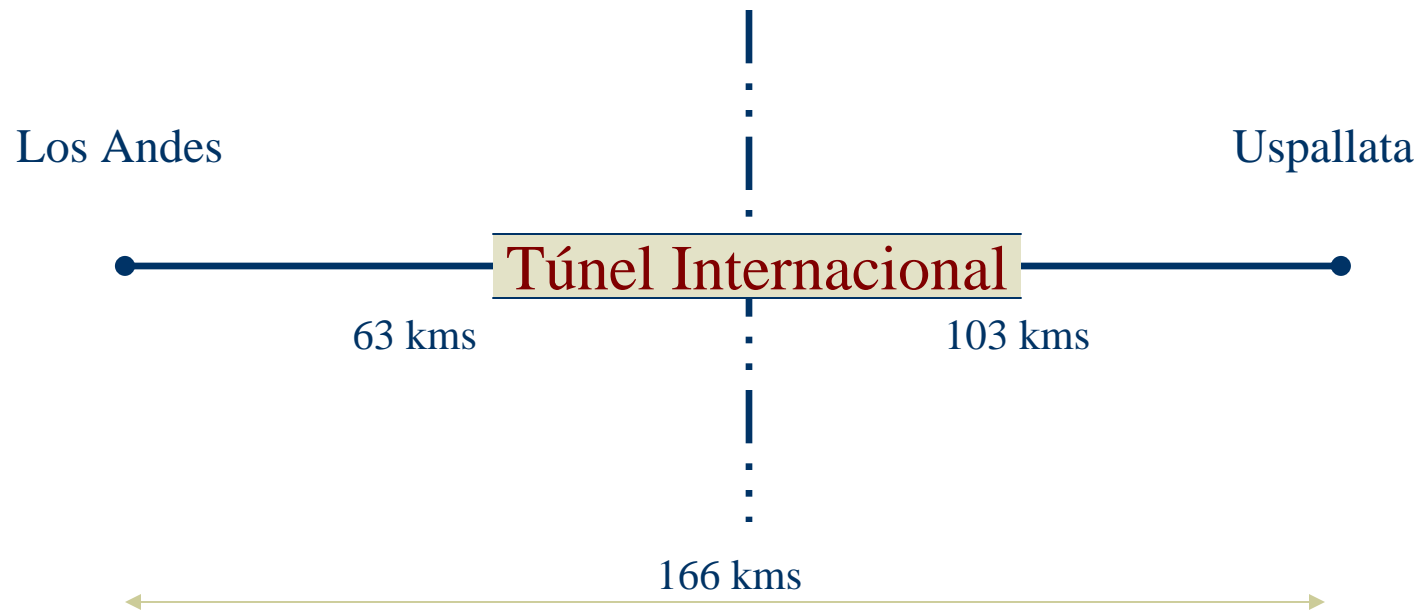 Los Andes
Uspallata
Túnel Internacional
63 kms
103 kms
166 kms